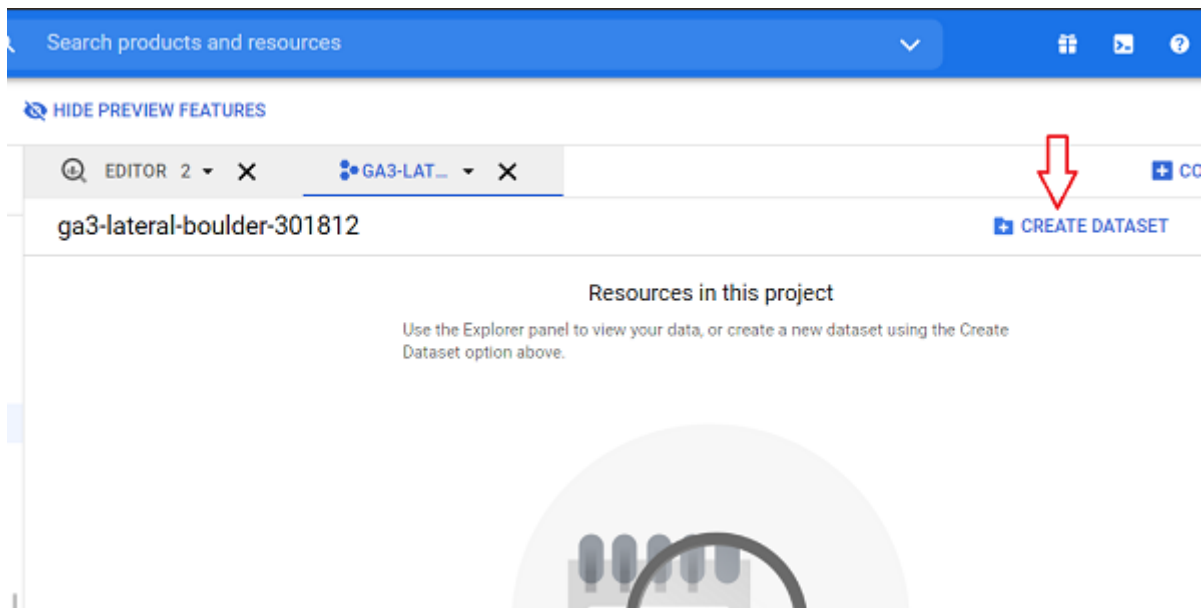 Search products and resources
HIDE PREVIEW FEATURES
EDITOR 2
GA3-LAT...
CO
ga3-lateral-boulder-301812
CREATE DATASET
Resources in this project
Use the Explorer panel to view your data, or create a new dataset using the Create
Dataset option above.